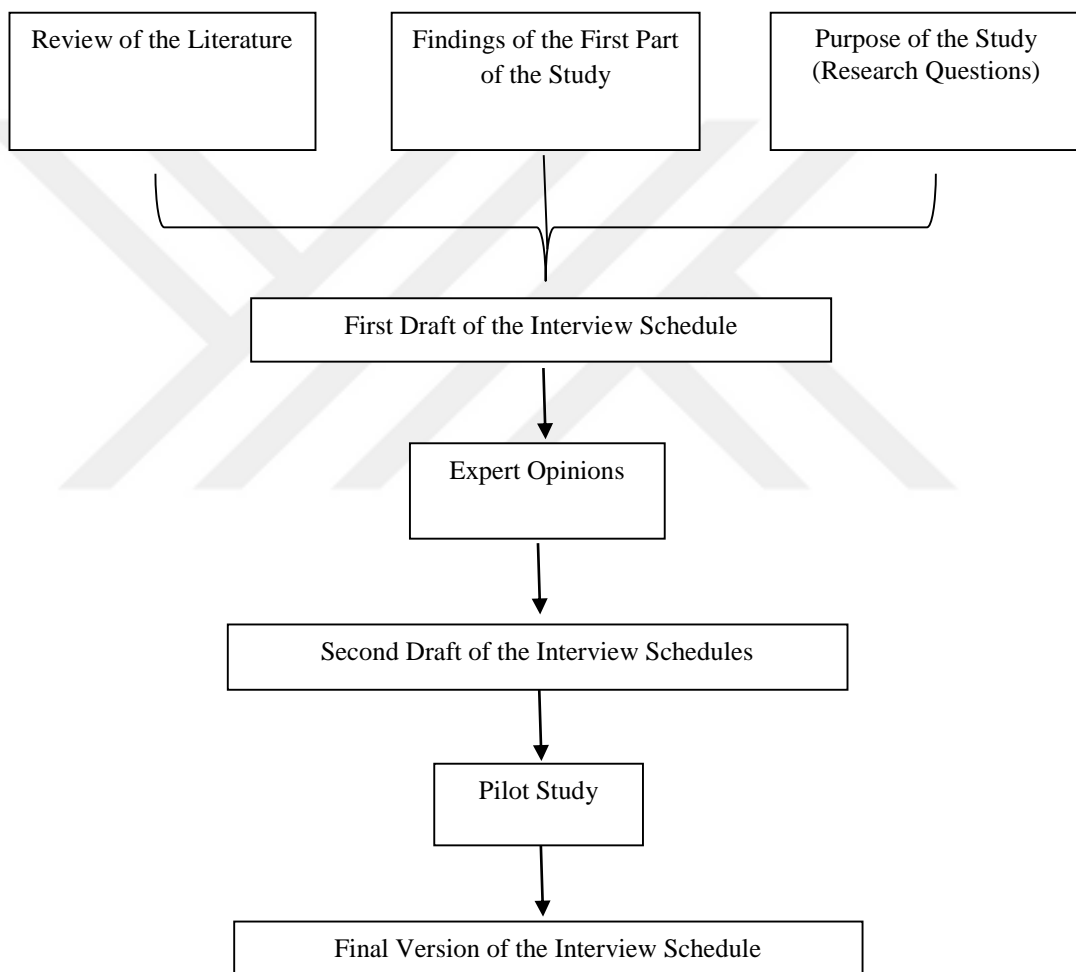 Review of the Literature
Findings of the First Part
of the Study
Purpose of the Study
(Research Questions)
First Draft of the Interview Schedule
Expert Opinions
Second Draft of the Interview Schedules
Pilot Study
Final Version of the Interview Schedule